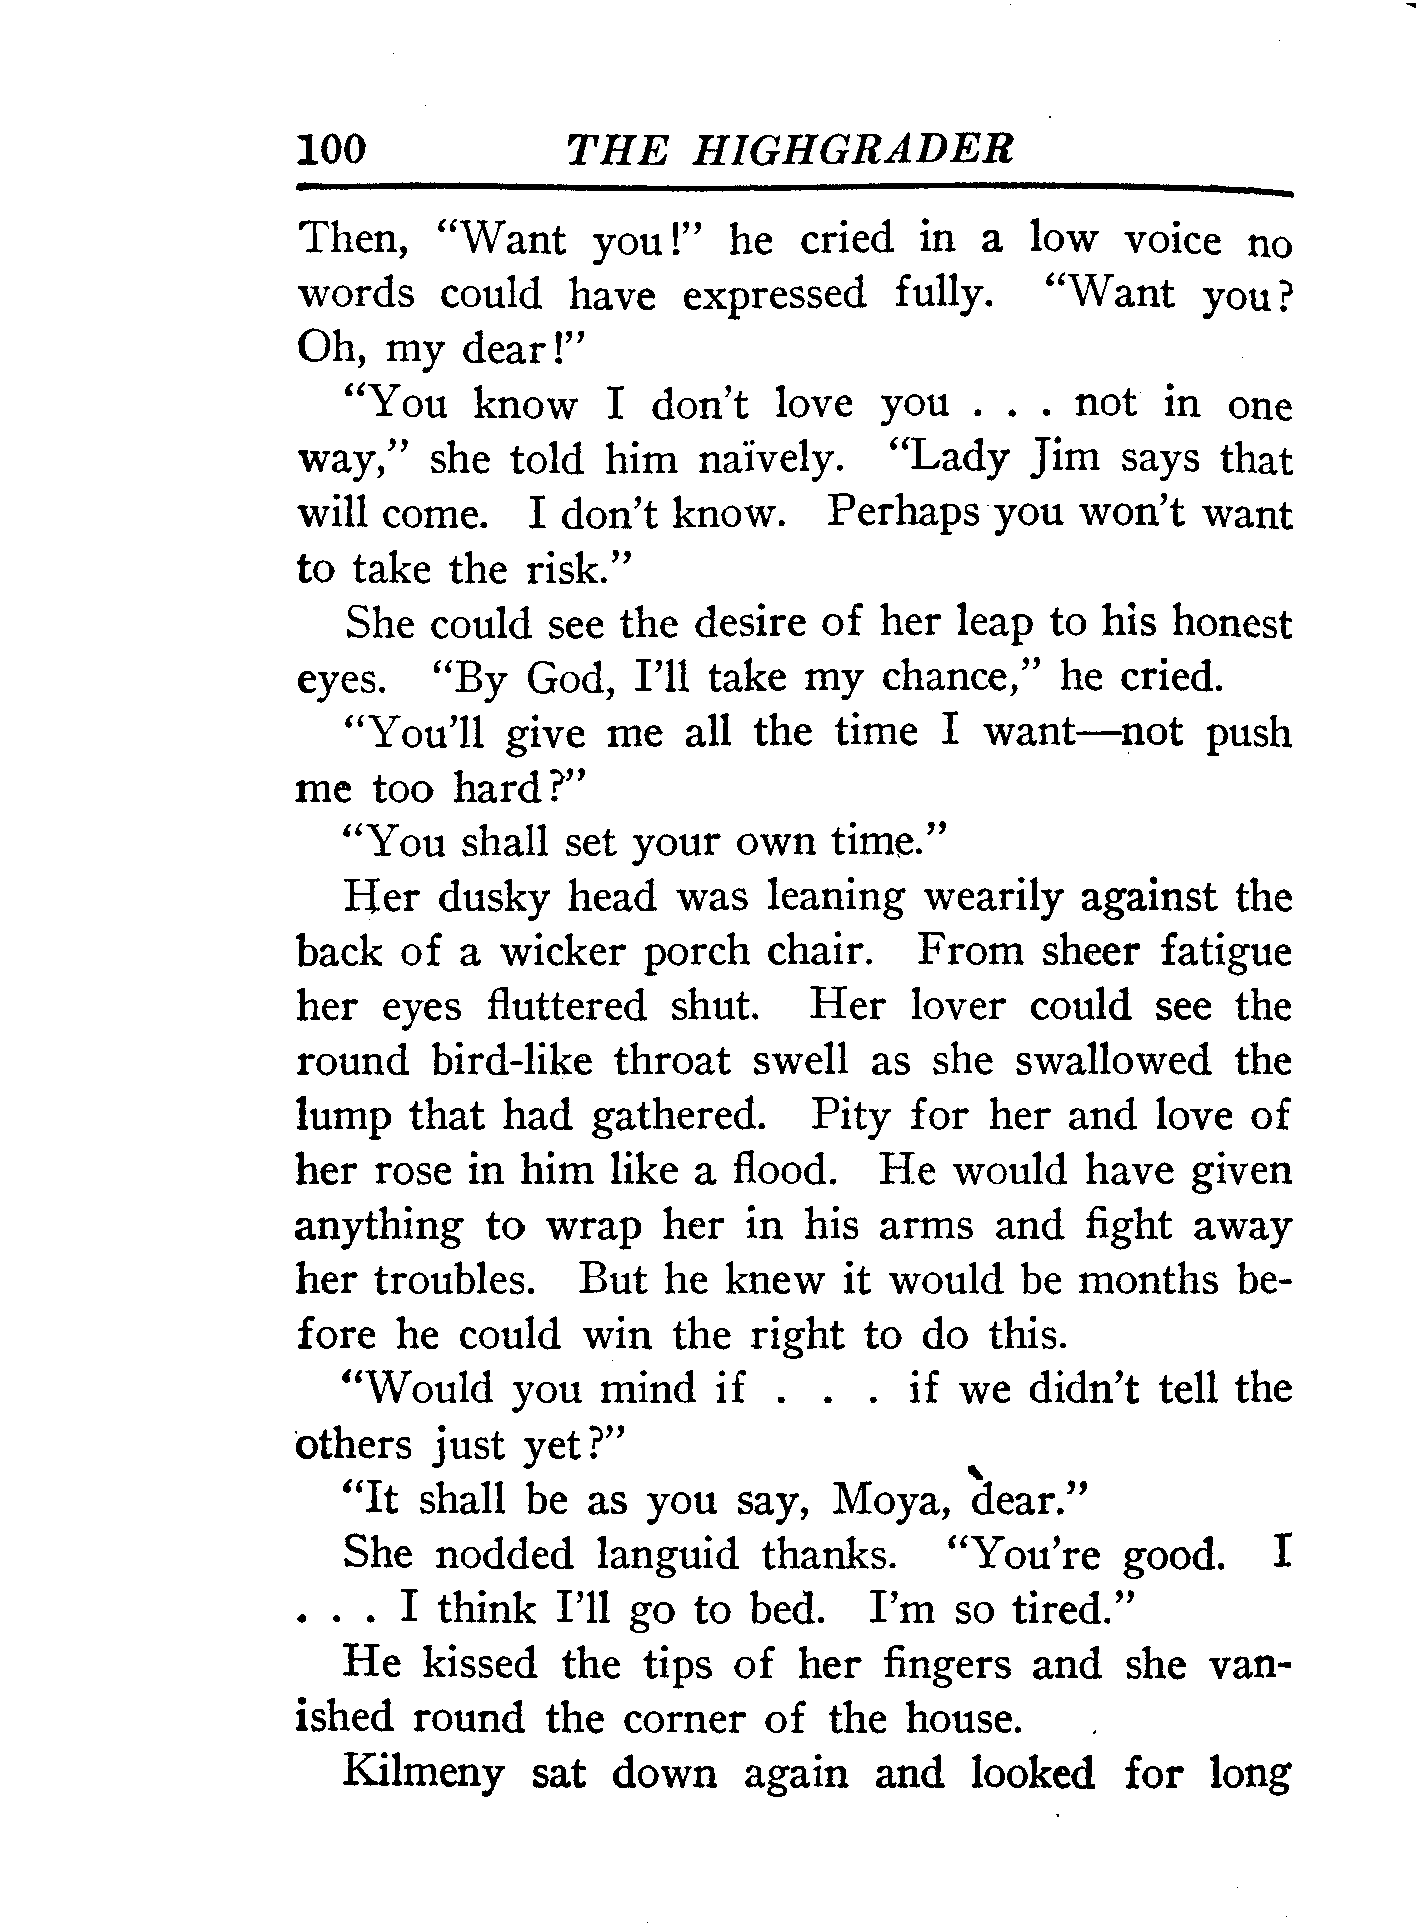 100 THE HIGHGRADER
Then, “Want you!” he cried in a low voice no
words could have expressed fully. “Want you?
Oh, my dear!”
“You know I don’t love you . . . not in one
way,” she told him naïvely. “Lady Jim says that
will come. I don’t know. Perhaps you won’t want
to take the risk.”
She could see the desire of her leap to his honest
eyes. “By God, I’ll take my chance,” he cried.
“You’ll give me all the time I want—not push
me too hard?”
“You shall set your own time.”
Her dusky head was leaning wearily against the
back of a wicker porch chair. From sheer fatigue
her eyes fluttered shut. Her lover could see the
round bird-like throat swell as she swallowed the
lump that had gathered. Pity for her and love of
her rose in him like a flood. He would have given
anything to wrap her in his arms and fight away
her troubles. But he knew it would be months be-
fore he could win the right to do this.
“Would you mind if . . . if we didn’t tell the
others just yet?”
“It shall be as you say, Moya, dear.”
She nodded languid thanks. “You’re good. I
. . . I think I’ll go to bed. I’m so tired.”
He kissed the tips of her fingers and she van-
ished round the corner of the house.
Kilmeny sat down again and looked for long